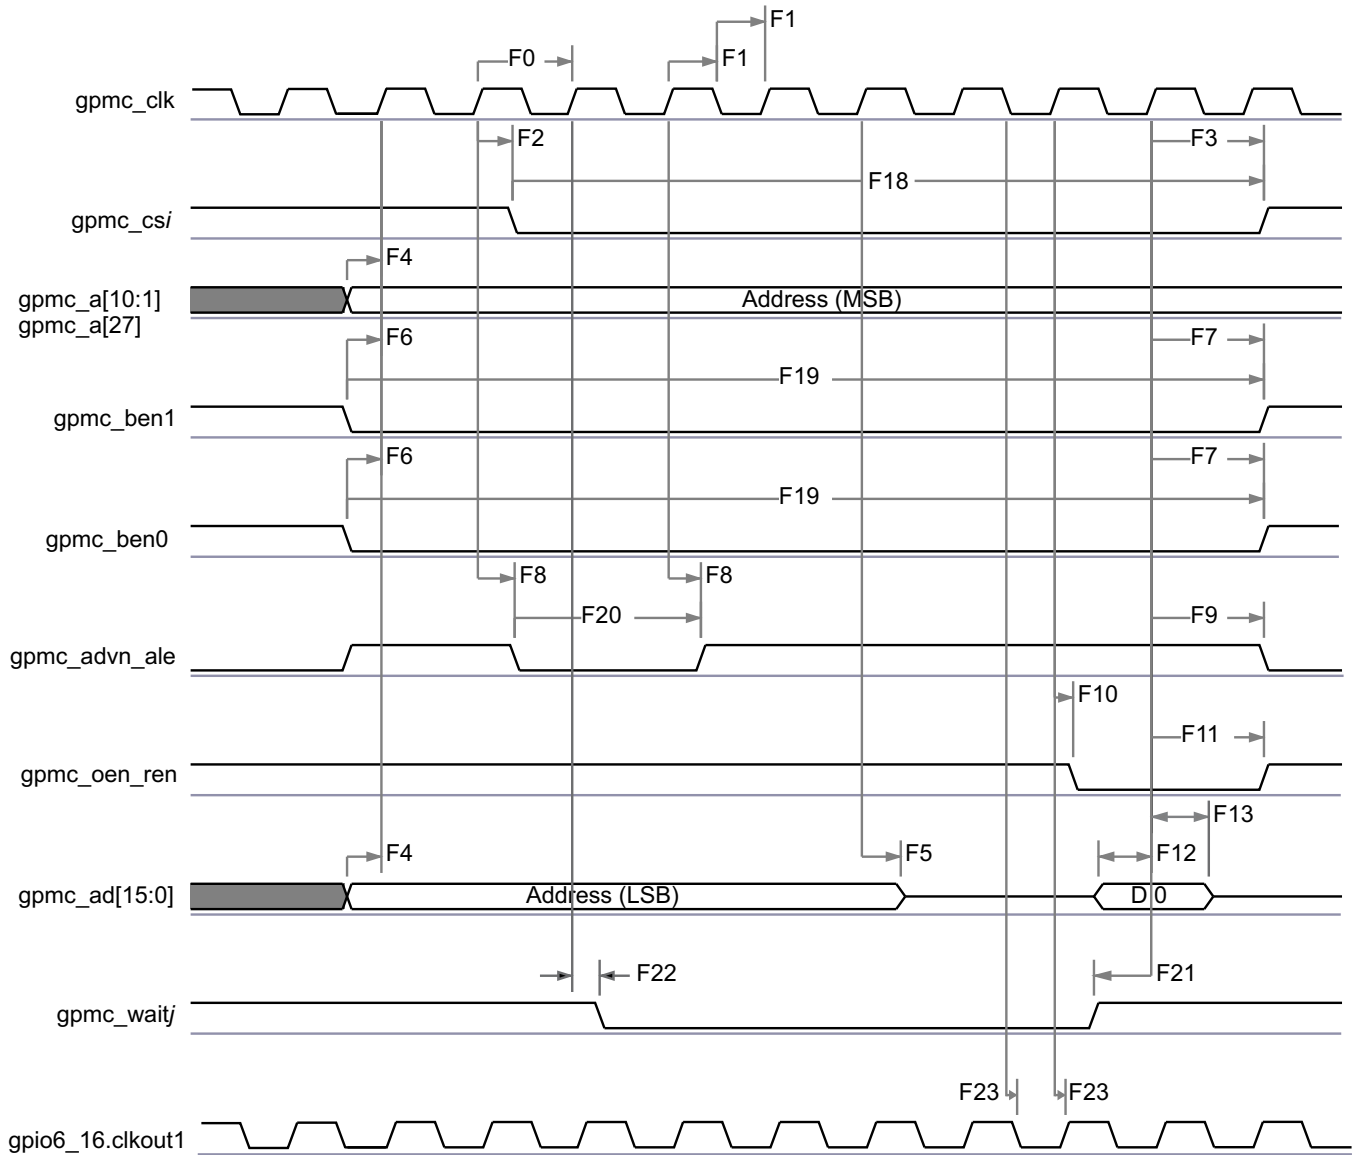 F1
F0
F1
gpmc_clk
F2
F3
F18
gpmc_csi
F4
gpmc_a[10:1]
Address (MSB)
gpmc_a[27]
F6
F7
F19
gpmc_ben1
F6
F7
F19
gpmc_ben0
F8
F8
F20
F9
gpmc_advn_ale
F10
F11
gpmc_oen_ren
F13
F4
F5
F12
gpmc_ad[15:0]
Address (LSB)
D 0
F22
F21
gpmc_waitj
F23
F23
gpio6_16.clkout1